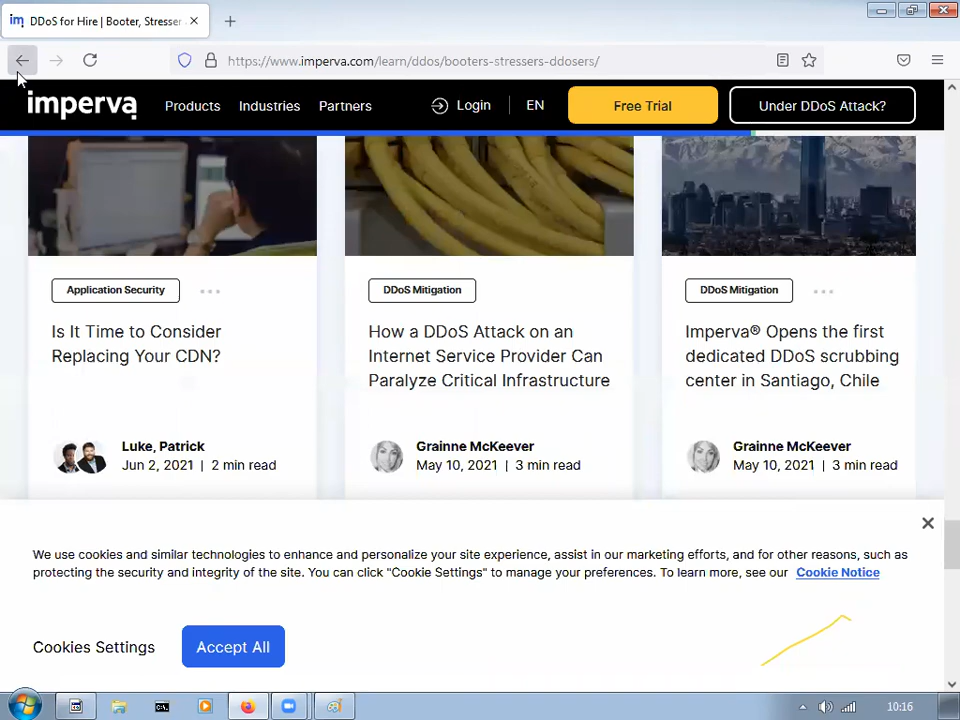 DDoS for Hire | Booter, Stresser
https://www.imperva.com/learn/ddos/booters-stressers-ddosers/
imperva
Products
Industries
Partners
Login
EN
Free Trial
Under DDoS Attack?
Application Security
Is It Time to Consider
Replacing Your CDN?
Luke, Patrick
Jun 2, 2021 | 2 min read
DDoS Mitigation
How a DDoS Attack on an
Internet Service Provider Can
Paralyze Critical Infrastructure
Grainne McKeever
May 10, 2021 | 3 min read
DDoS Mitigation
Imperva® Opens the first
dedicated DDoS scrubbing
center in Santiago, Chile
Grainne McKeever
May 10, 2021 | 3 min read
We use cookies and similar technologies to enhance and personalize your site experience, assist in our marketing efforts, and for other reasons, such as
protecting the security and integrity of the site. You can click "Cookie Settings" to manage your preferences. To learn more, see our Cookie Notice
Cookies Settings
Accept All
10:16